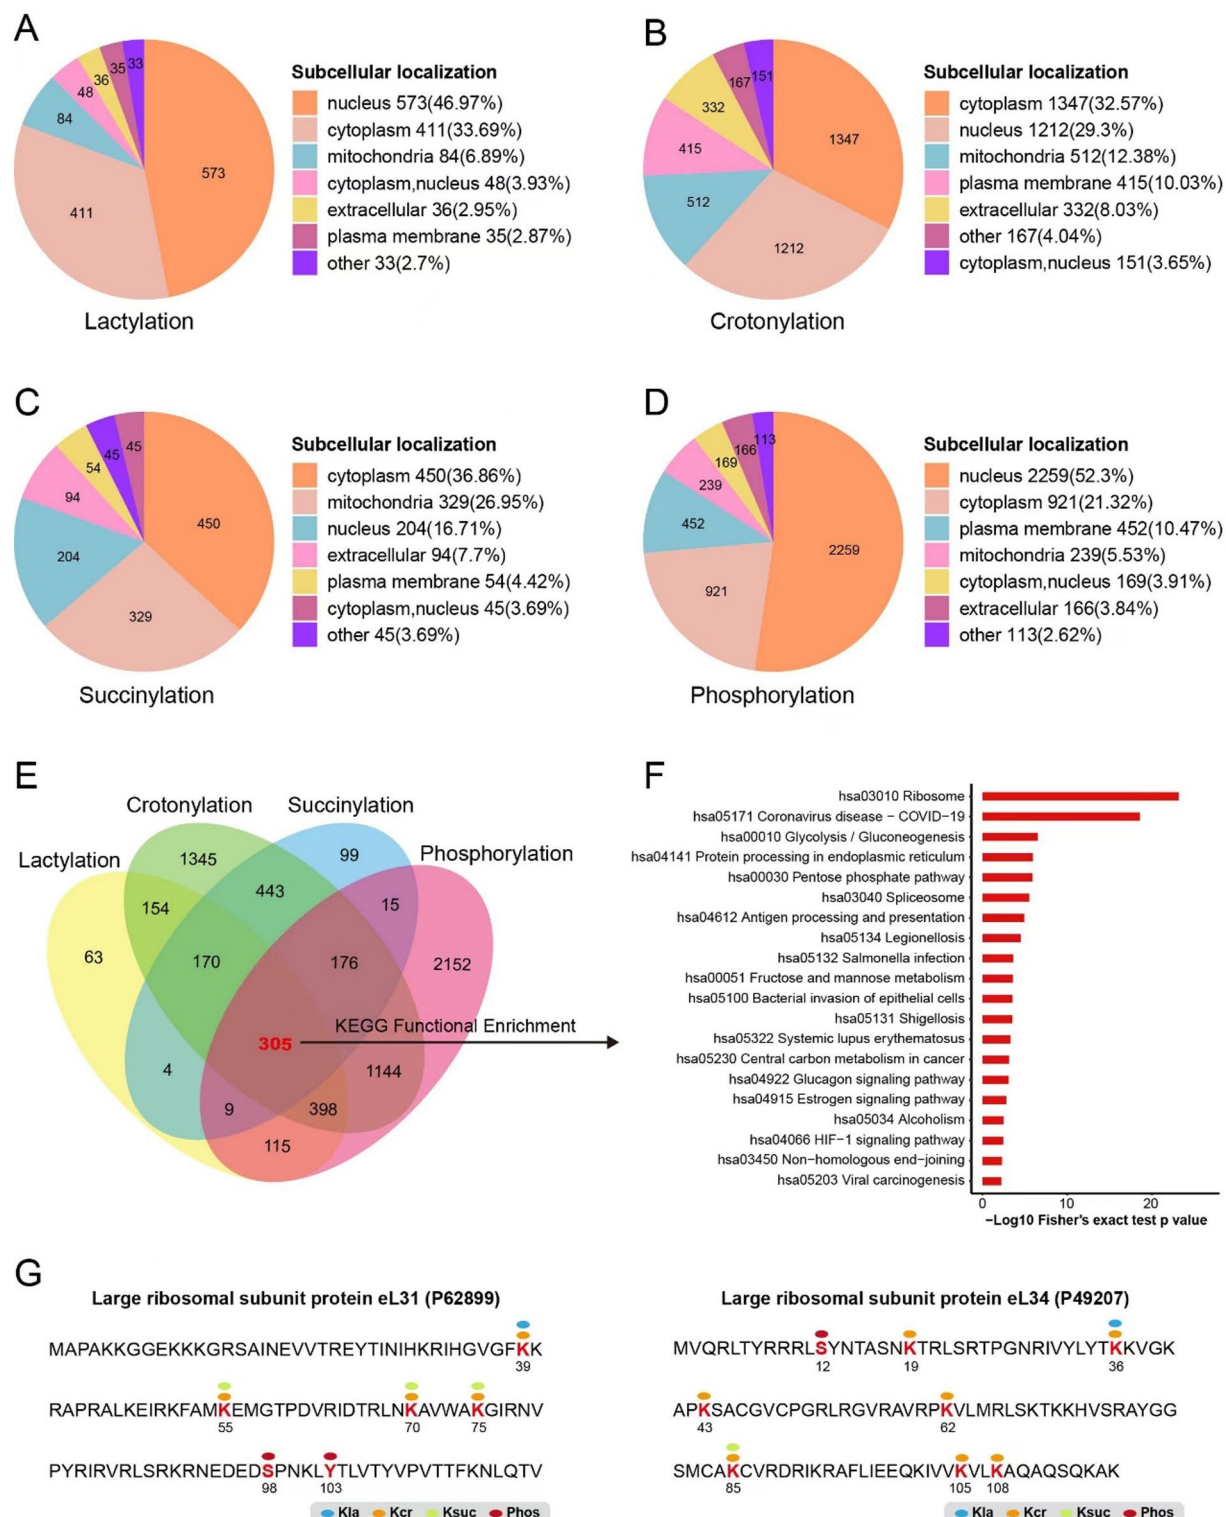 A
573
411
84
48
36
35
33
Subcellular localization
nucleus 573(46.97%)
cytoplasm 411(33.69%)
mitochondria 84(6.89%)
cytoplasm,nucleus 48(3.93%)
extracellular 36(2.95%)
plasma membrane 35(2.87%)
other 33(2.7%)
Lactylation
B
1347
1212
512
415
332
167
151
Subcellular localization
cytoplasm 1347(32.57%)
nucleus 1212(29.3%)
mitochondria 512(12.38%)
plasma membrane 415(10.03%)
extracellular 332(8.03%)
other 167(4.04%)
cytoplasm,nucleus 151(3.65%)
Crotonylation
C
450
329
204
94
54
45
45
Subcellular localization
cytoplasm 450(36.86%)
mitochondria 329(26.95%)
nucleus 204(16.71%)
extracellular 94(7.7%)
plasma membrane 54(4.42%)
cytoplasm,nucleus 45(3.69%)
other 45(3.69%)
Succinylation
D
2259
921
452
239
169
166
113
Subcellular localization
nucleus 2259(52.3%)
cytoplasm 921(21.32%)
plasma membrane 452(10.47%)
mitochondria 239(5.53%)
cytoplasm,nucleus 169(3.91%)
extracellular 166(3.84%)
other 113(2.62%)
Phosphorylation
E
Crotonylation Succinylation
Lactylation Phosphorylation
1345 99
443
154 15
63 170 176 2152
305 KEGG Functional Enrichment
4 1144
9 398
115
F
hsa03010 Ribosome
hsa05171 Coronavirus disease − COVID−19
hsa00010 Glycolysis / Gluconeogenesis
hsa04141 Protein processing in endoplasmic reticulum
hsa00030 Pentose phosphate pathway
hsa03040 Spliceosome
hsa04612 Antigen processing and presentation
hsa05134 Legionellosis
hsa05132 Salmonella infection
hsa00051 Fructose and mannose metabolism
hsa05100 Bacterial invasion of epithelial cells
hsa05131 Shigellosis
hsa05322 Systemic lupus erythematosus
hsa05230 Central carbon metabolism in cancer
hsa04922 Glucagon signaling pathway
hsa04915 Estrogen signaling pathway
hsa05034 Alcoholism
hsa04066 HIF−1 signaling pathway
hsa03450 Non−homologous end−joining
hsa05203 Viral carcinogenesis
0 10 20
−Log10 Fisher's exact test p value
G
Large ribosomal subunit protein eL31 (P62899)
MAPAKKGGEKKKGRSAINEVVTREYTINIHKRIHGVGFKK
39
RAPRALKEIRKFAMKEMGTPDVRIDTRLNKAVWAKGIRNV
55 70 75
PYRIRVRLSRKRNEDEDSPNKLYTLVTYVPVTTFKNLQTV
98 103
Kla Kcr Ksuc Phos
Large ribosomal subunit protein eL34 (P49207)
MVQRLTYRRRLSYNTASNKTRLSRTPGNRIVYLYTKKVGK
12 19 36
APKSACGVCPGRLRGVRAVRPKVLMRLSKTKKHVSRAYGG
43 62
SMCAKCVRDRIKRAFLIEEQKIVVKVLKAQAQSQKAK
85 105 108
Kla Kcr Ksuc Phos